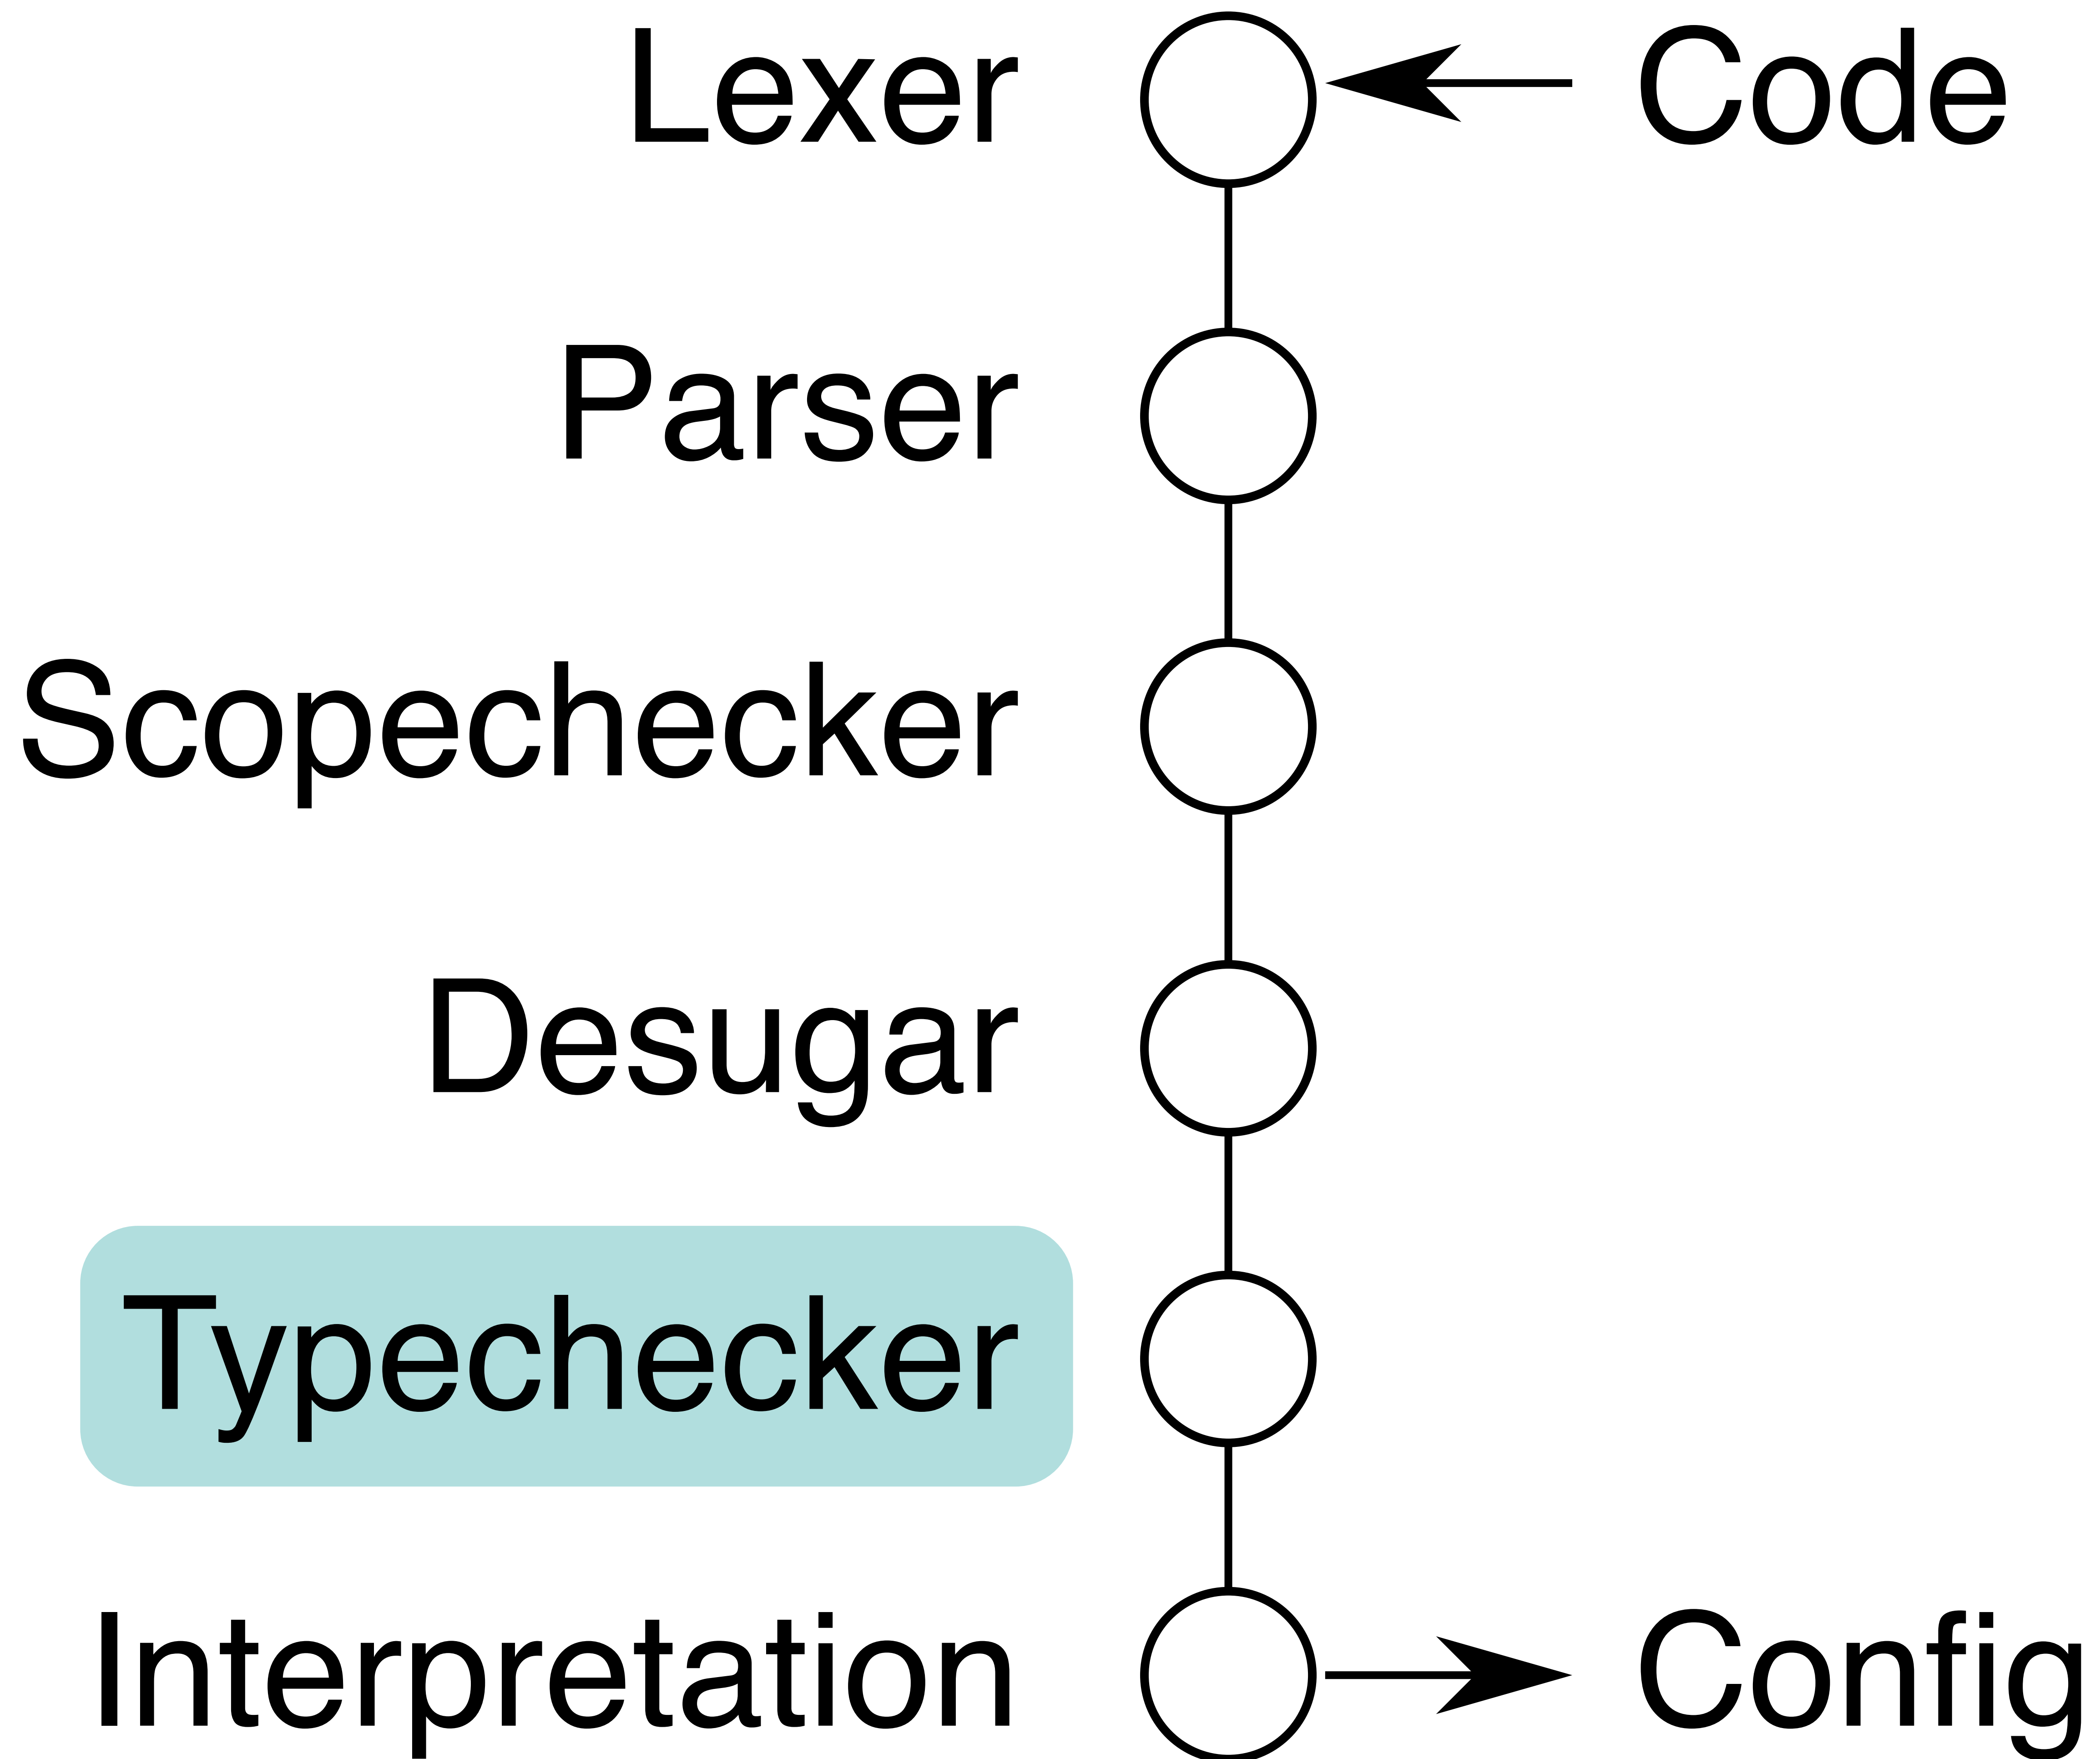 Lexer
Code
Parser
Scopechecker
Desugar
Typechecker
Interpretation
Config